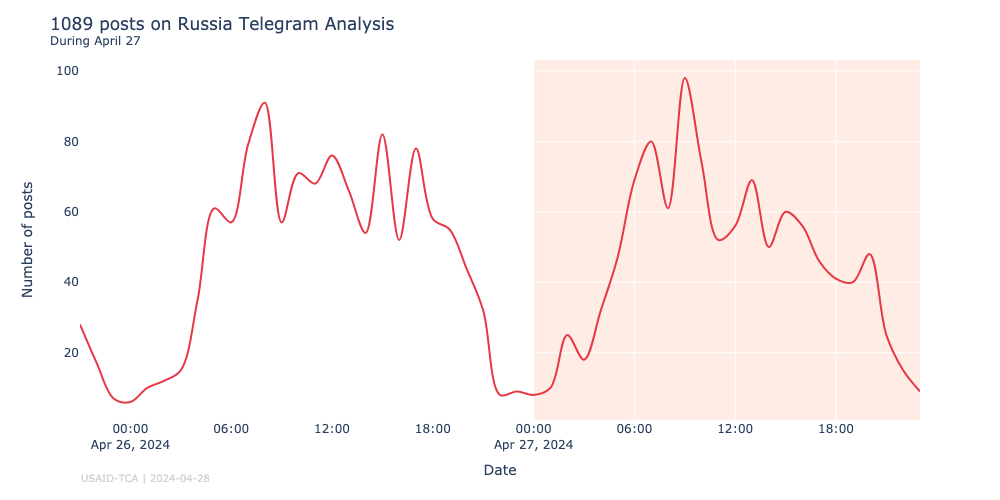 1089 posts on Russia Telegram Analysis
During April 27
100
80
60
40
20
Number of posts
00:00 06:00 12:00 18:00 00:00 06:00 12:00 18:00
Apr 26, 2024 Apr 27, 2024
Date
USAID-TCA | 2024-04-28